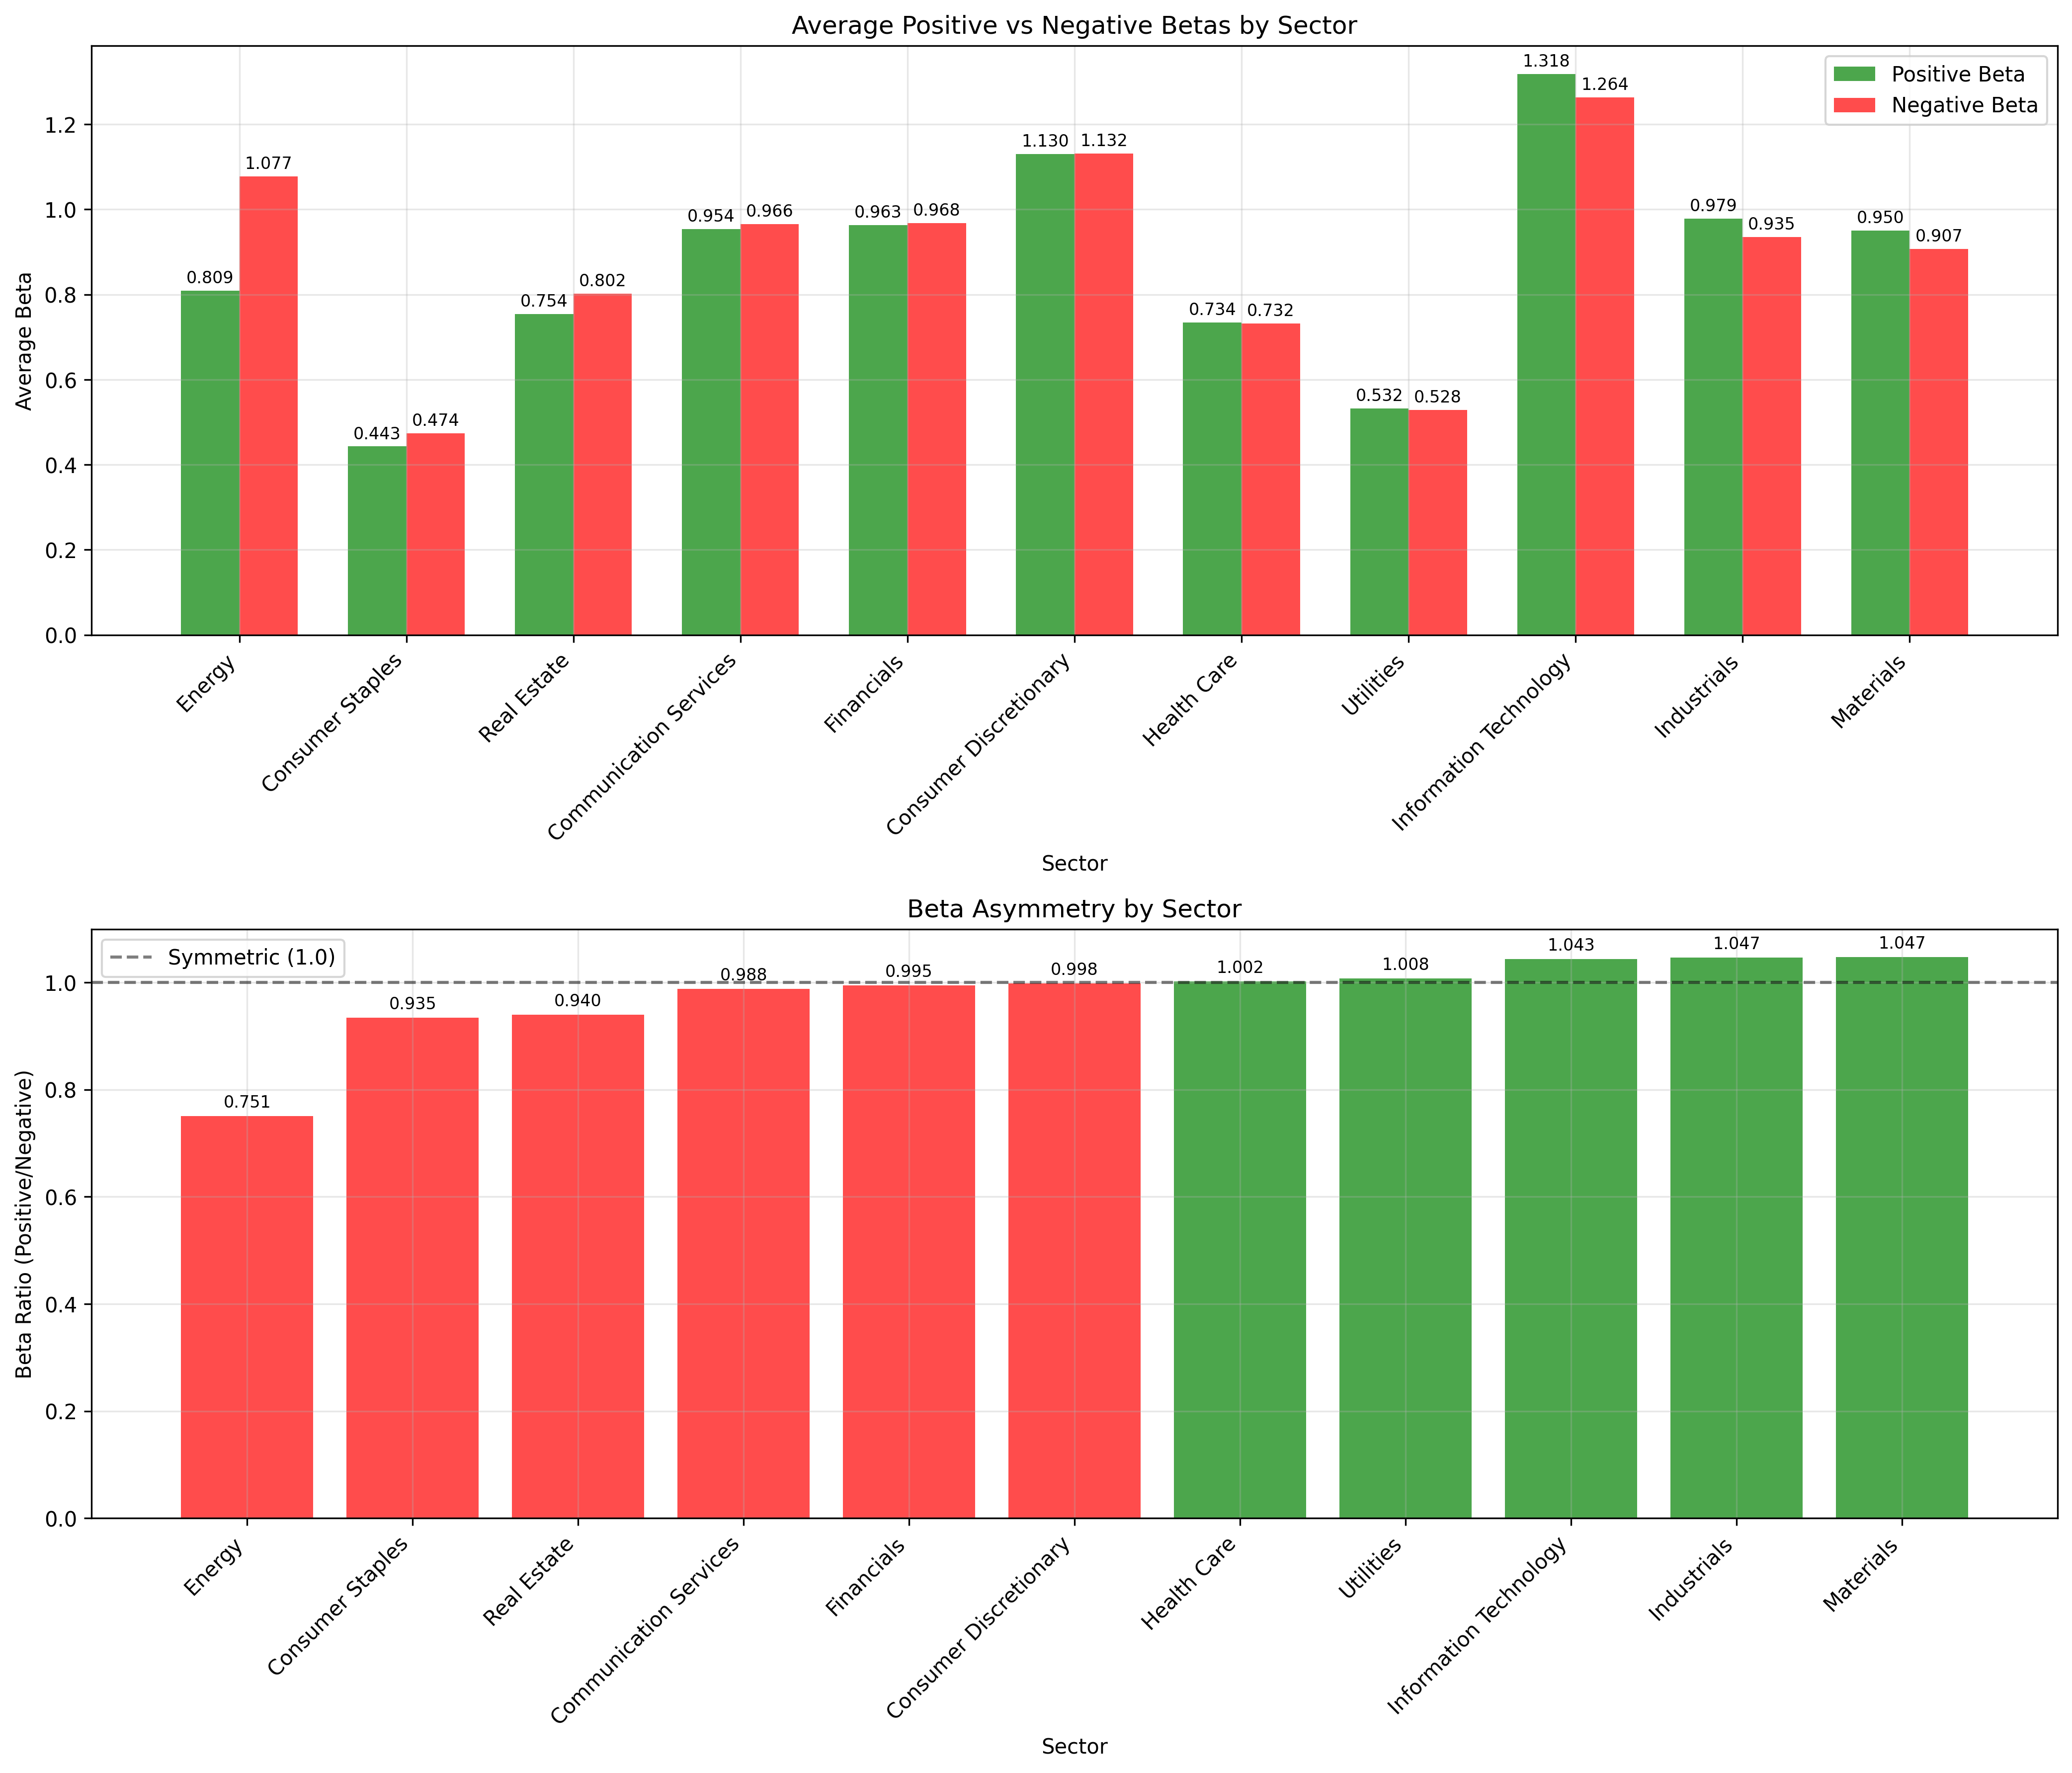 Average Positive vs Negative Betas by Sector
Positive Beta
Negative Beta
Average Beta
1.2
1.0
0.8
0.6
0.4
0.2
0.0
0.809
1.077
0.443
0.474
0.754
0.802
0.954
0.966
0.963
0.968
1.130
1.132
0.734
0.732
0.532
0.528
1.318
1.264
0.979
0.935
0.950
0.907
Energy
Consumer Staples
Real Estate
Communication Services
Financials
Consumer Discretionary
Health Care
Utilities
Information Technology
Industrials
Materials
Sector
Beta Asymmetry by Sector
Symmetric (1.0)
Beta Ratio (Positive/Negative)
1.0
0.8
0.6
0.4
0.2
0.0
0.751
0.935
0.940
0.988
0.995
0.998
1.002
1.008
1.043
1.047
1.047
Energy
Consumer Staples
Real Estate
Communication Services
Financials
Consumer Discretionary
Health Care
Utilities
Information Technology
Industrials
Materials
Sector